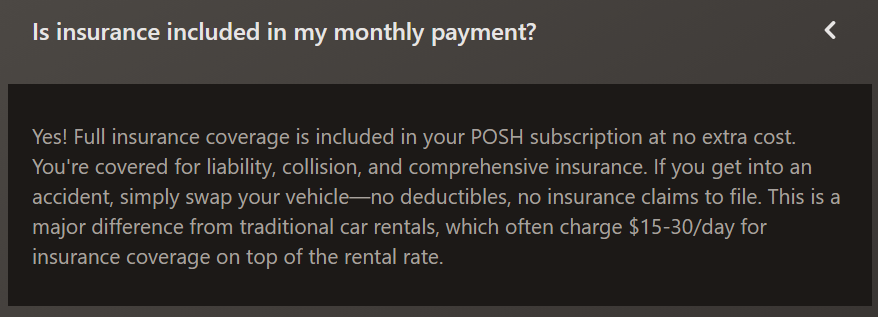 Is insurance included in my monthly payment?
Yes! Full insurance coverage is included in your POSH subscription at no extra cost.
You're covered for liability, collision, and comprehensive insurance. If you get into an
accident, simply swap your vehicle—no deductibles, no insurance claims to file. This is a
major difference from traditional car rentals, which often charge $15-30/day for
insurance coverage on top of the rental rate.